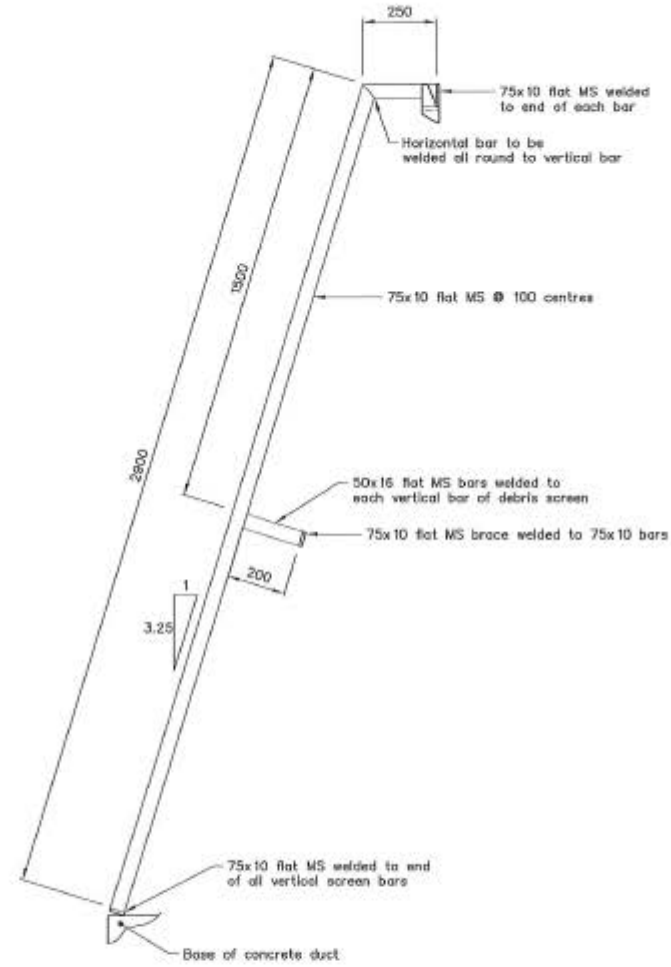 250
75x10 flat MS welded
to end of each bar
Horizontal bar to be
welded all round to vertical bar
1500
75x10 flat MS @ 100 centres
2900
50x16 flat MS bars welded to
each vertical bar of debris screen
75x10 flat MS brace welded to 75x10 bars
200
1
3.25
75x10 flat MS welded to end
of all vertical screen bars
Base of concrete duct